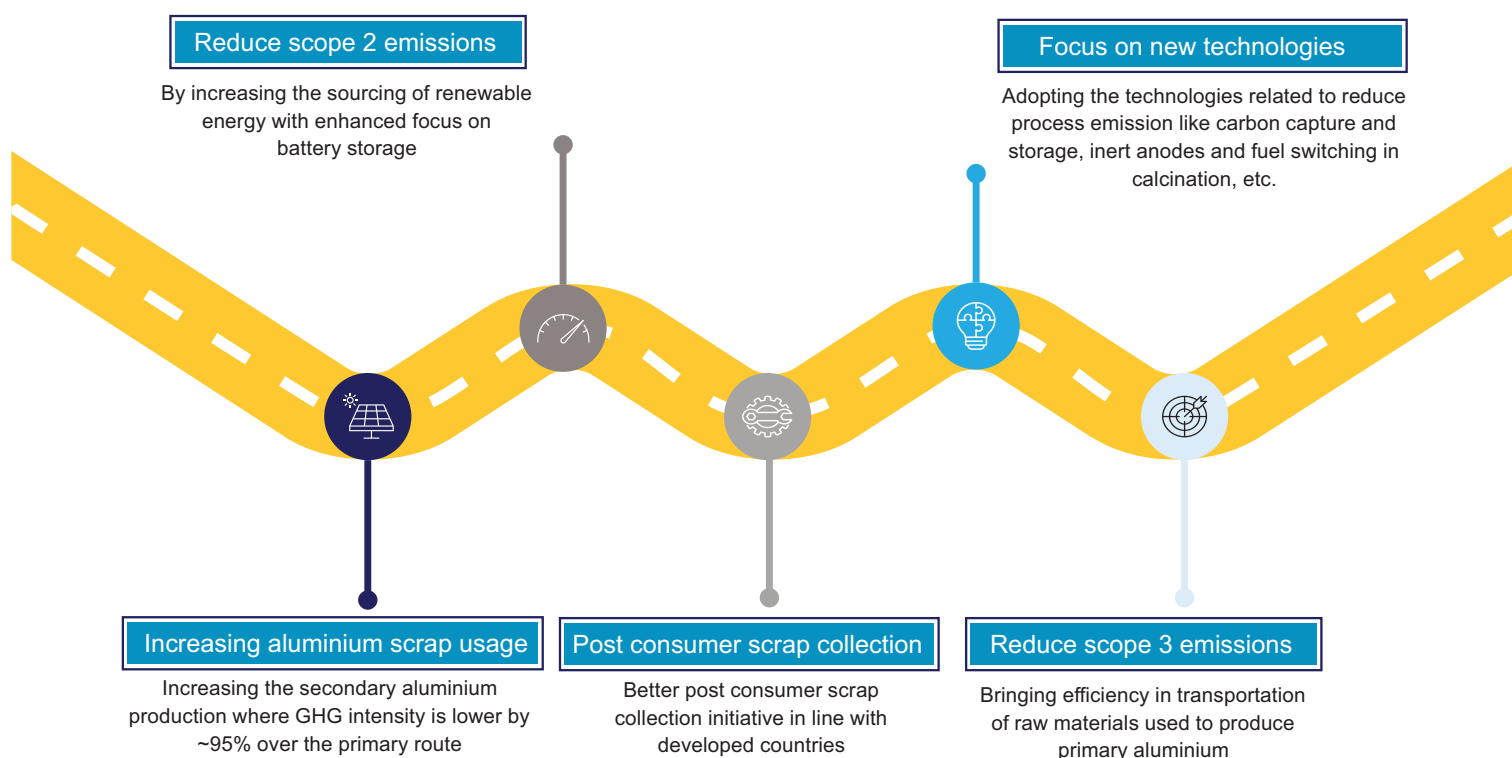 Reduce scope 2 emissions
By increasing the sourcing of renewable
energy with enhanced focus on
battery storage
Focus on new technologies
Adopting the technologies related to reduce
process emission like carbon capture and
storage, inert anodes and fuel switching in
calcination, etc.
Increasing aluminium scrap usage
Increasing the secondary aluminium
production where GHG intensity is lower by
~95% over the primary route
Post consumer scrap collection
Better post consumer scrap
collection initiative in line with
developed countries
Reduce scope 3 emissions
Bringing efficiency in transportation
of raw materials used to produce
primary aluminium